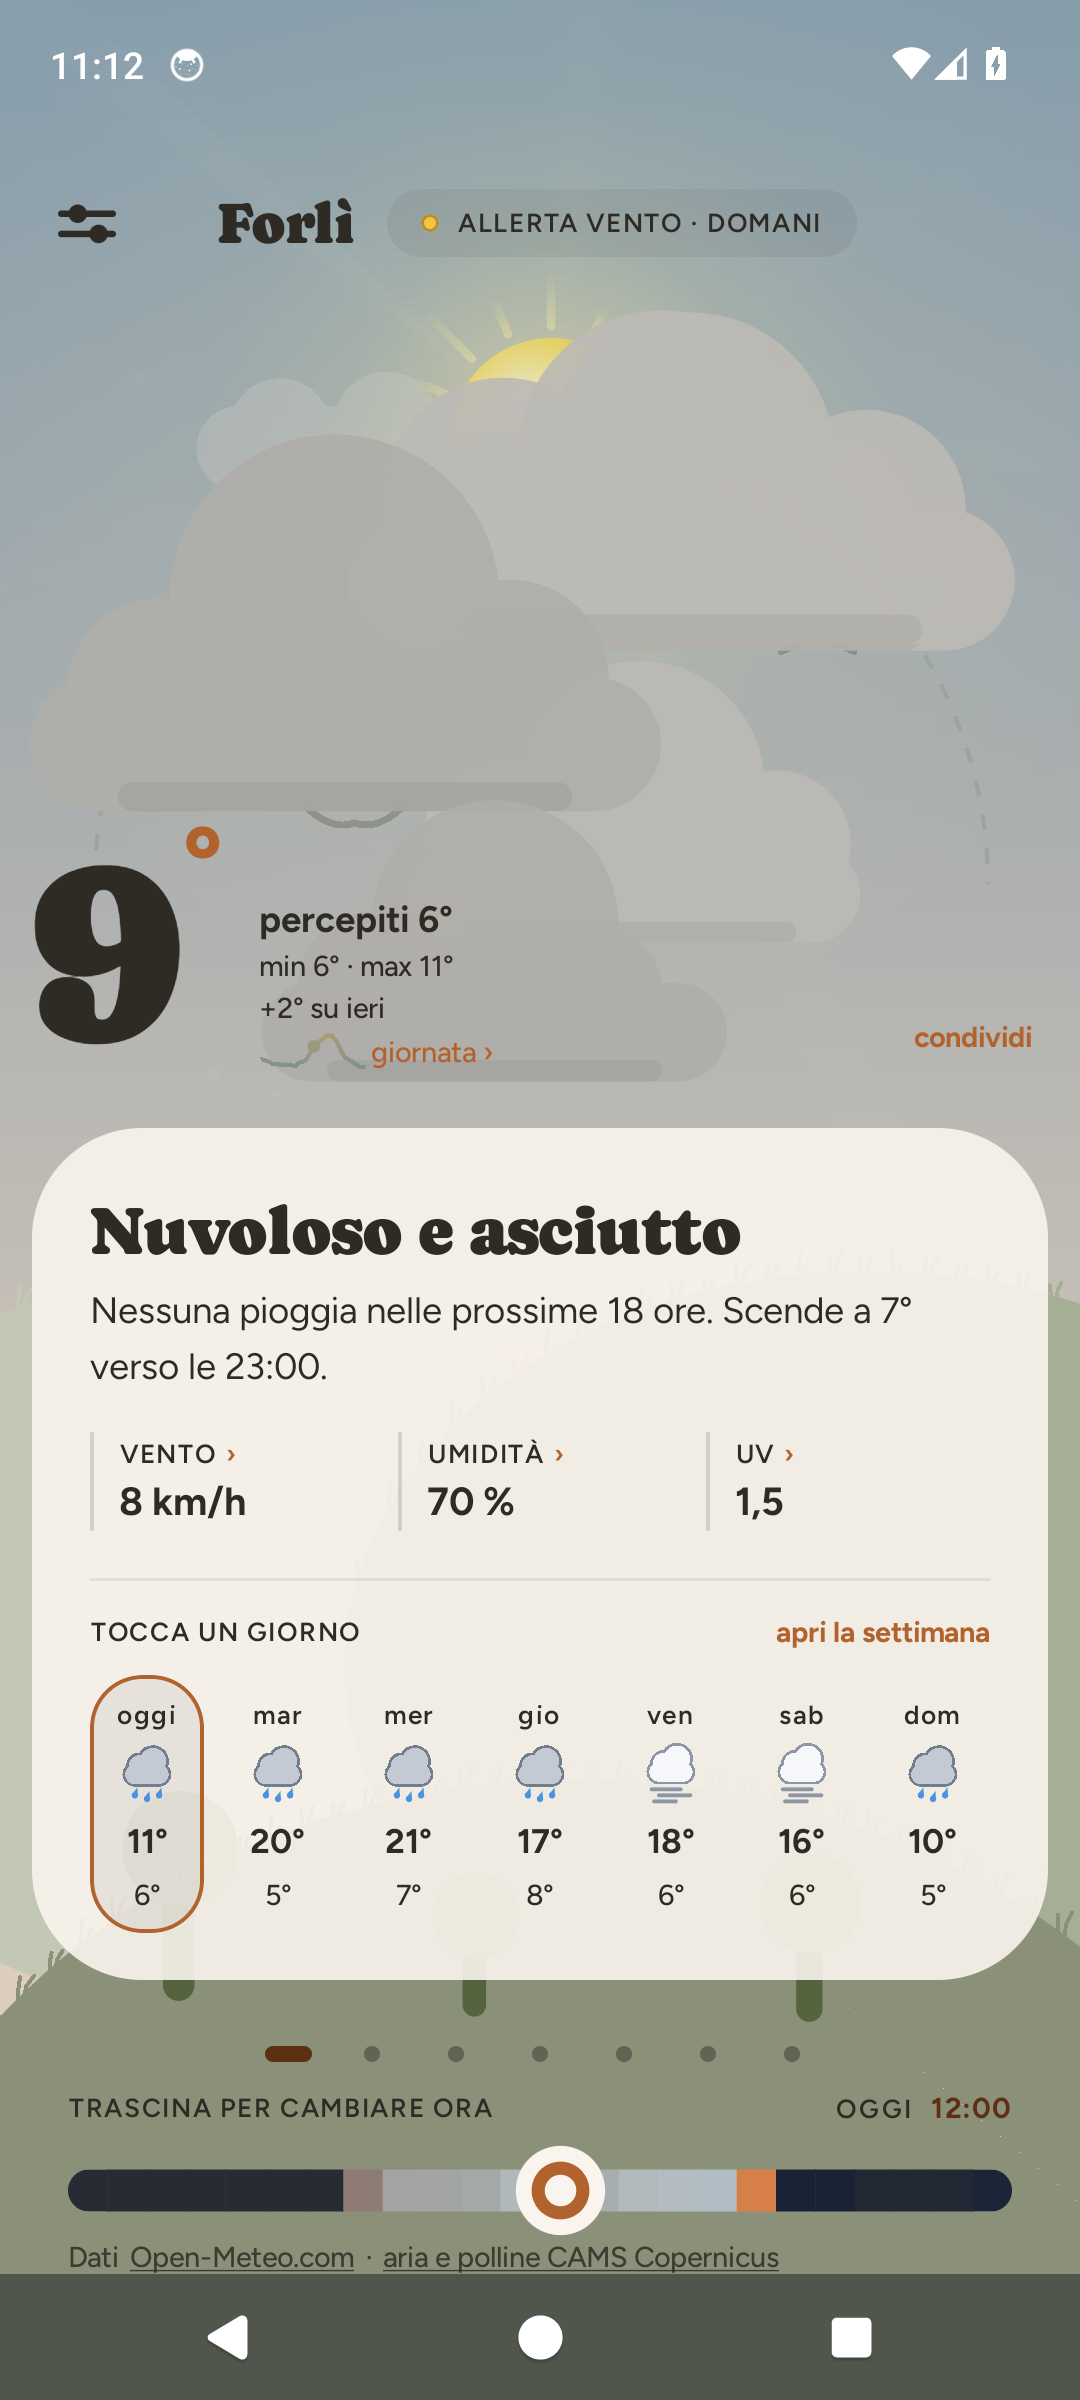 11:12
Forlì
ALLERTA VENTO · DOMANI
9°
percepiti 6°
min 6° · max 11°
+2° su ieri
giornata ›
condividi
Nuvoloso e asciutto
Nessuna pioggia nelle prossime 18 ore. Scende a 7°
verso le 23:00.
VENTO › UMIDITÀ › UV ›
8 km/h 70 % 1,5
TOCCA UN GIORNO apri la settimana
oggi mar mer gio ven sab dom
11° 20° 21° 17° 18° 16° 10°
6° 5° 7° 8° 6° 6° 5°
TRASCINA PER CAMBIARE ORA OGGI 12:00
Dati Open-Meteo.com · aria e polline CAMS Copernicus